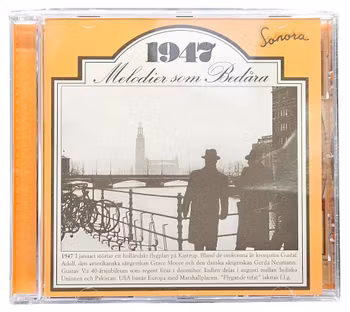 1947
Sonora
Melodier som Bedåra
1947 I januari störtar ett holländskt flygplan på Kastrup. Bland de omkomna är kronprins Gustaf
Adolf, den amerikanska sångerskan Grace Moore och den danska sångerskan Gerda Neumann.
Gustav V:s 40-årsjubileum som regent firas i december. Indien delas i augusti mellan Indiska
Unionen och Pakistan. USA bistår Europa med Marshallplanen. "Flygande tefat" iakttas f.f.g.